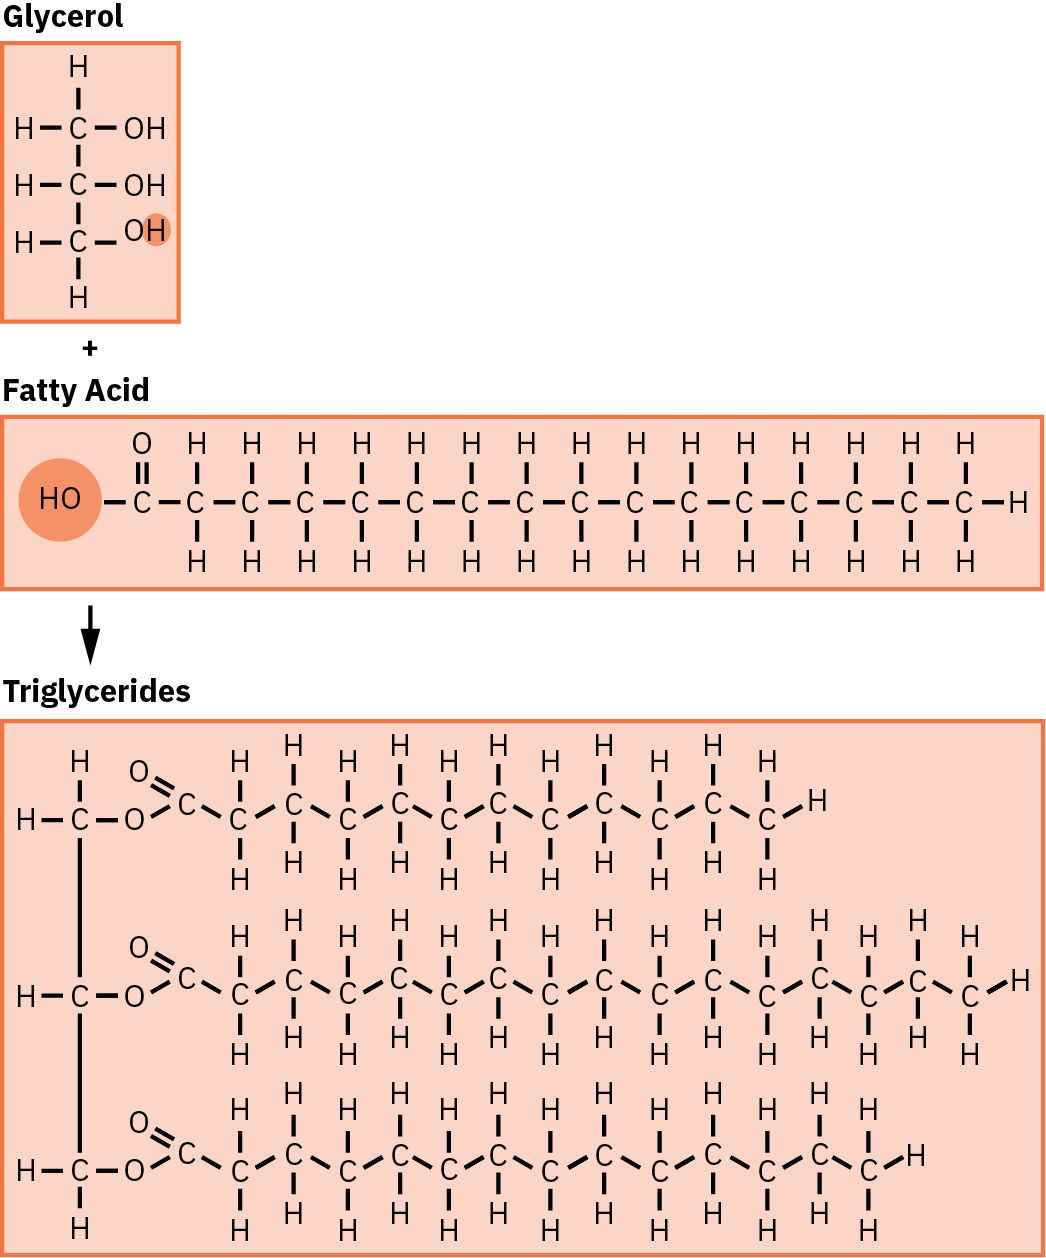 Glycerol
H
H C OH
H C OH
H C OH
H
+
Fatty Acid
O H H H H H H H H H H H H H H H
HO C C C C C C C C C C C C C C C C H
H H H H H H H H H H H H H H H
Triglycerides
H O H H H H H H H H H H H
H C O C C C C C C C C C C C C H
H H H H H H H H H H H
O H H H H H H H H H H H H H H H
H C O C C C C C C C C C C C C C C C C H
H H H H H H H H H H H H H H H
O H H H H H H H H H H H H H
H C O C C C C C C C C C C C C C C H
H H H H H H H H H H H H H H